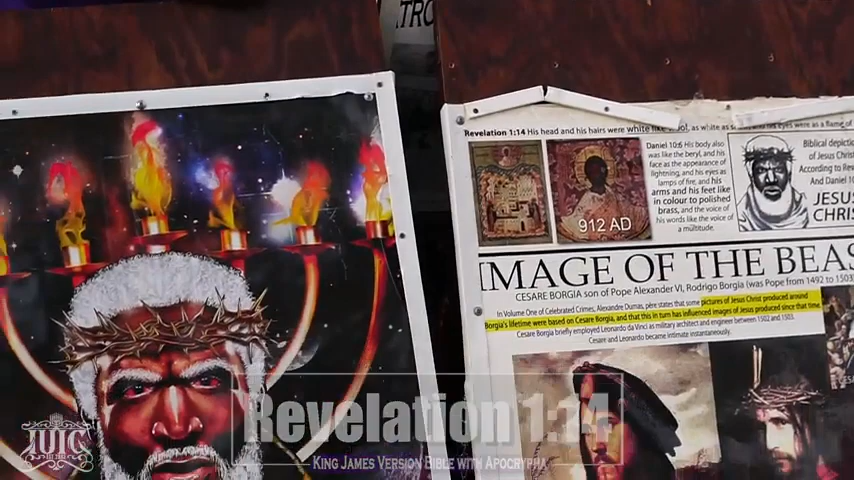 ATRO
Revelation 1:14 His head and his hairs were white like wool, as white as
his eyes were as a flame of
Daniel 10:6 His body also
was like the beryl, and his
face as the appearance of
lightning, and his eyes as
lamps of fire, and his
arms and his feet like
in colour to polished
brass, and the voice of
his words like the voice of
a multitude.
912 AD
Biblical depictio
of Jesus Christ
According to Reve
And Daniel 10
JESUS
CHRIS
IMAGE OF THE BEAS
CESARE BORGIA son of Pope Alexander VI, Rodrigo Borgia (was Pope from 1492 to 1503)
In Volume One of Celebrated Crimes, Alexandre Dumas, père states that some pictures of Jesus Christ produced around
Borgia's lifetime were based on Cesare Borgia, and that this in turn has influenced images of Jesus produced since that time.
Cesare Borgia briefly employed Leonardo da Vinci as military architect and engineer between 1502 and 1503.
Cesare and Leonardo became intimate instantly.
Revelation 1:14
King James Version Bible with Apocrypha
IUIC